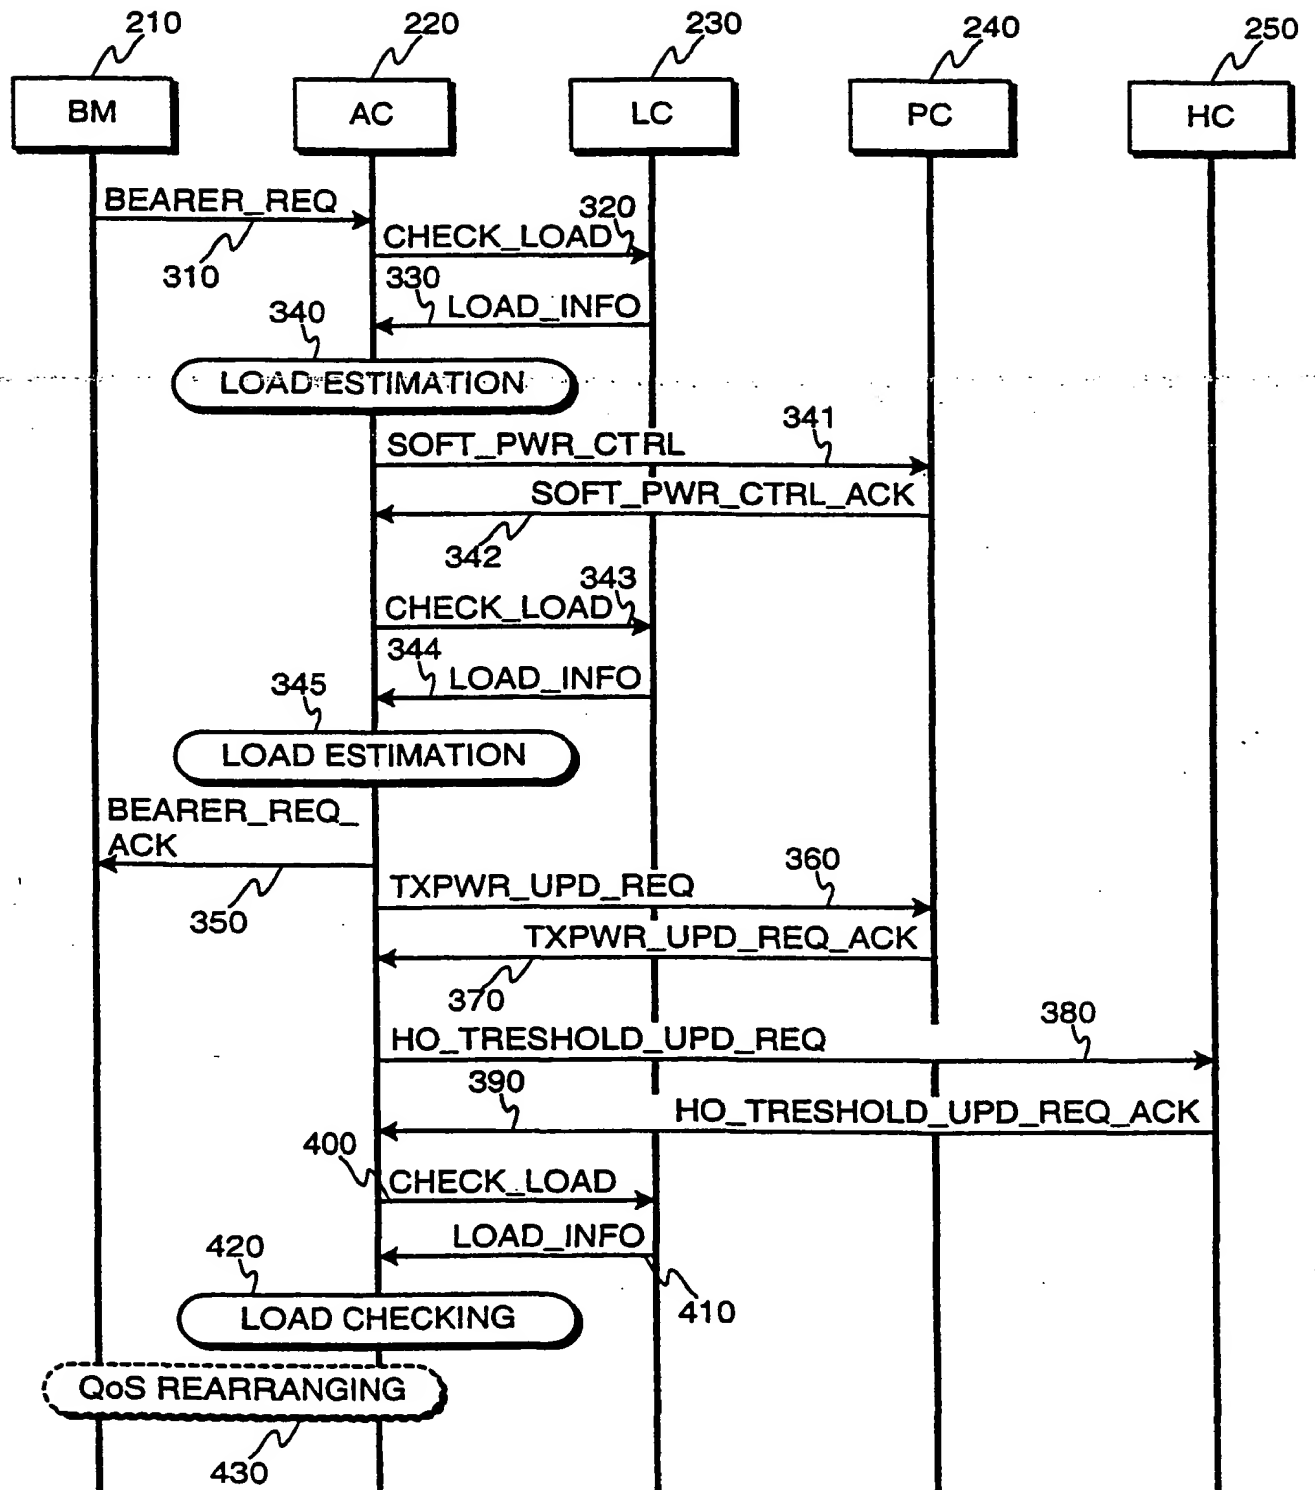 210
220
230
240
250
BM
AC
LC
PC
HC
BEARER_REQ
310
320
CHECK_LOAD
330
LOAD_INFO
340
LOAD ESTIMATION
341
SOFT_PWR_CTRL
SOFT_PWR_CTRL_ACK
342
343
CHECK_LOAD
344
LOAD_INFO
345
LOAD ESTIMATION
BEARER_REQ_
ACK
350
360
TXPWR_UPD_REQ
TXPWR_UPD_REQ_ACK
370
380
HO_TRESHOLD_UPD_REQ
390
HO_TRESHOLD_UPD_REQ_ACK
400
CHECK_LOAD
LOAD_INFO
410
420
LOAD CHECKING
QoS REARRANGING
430